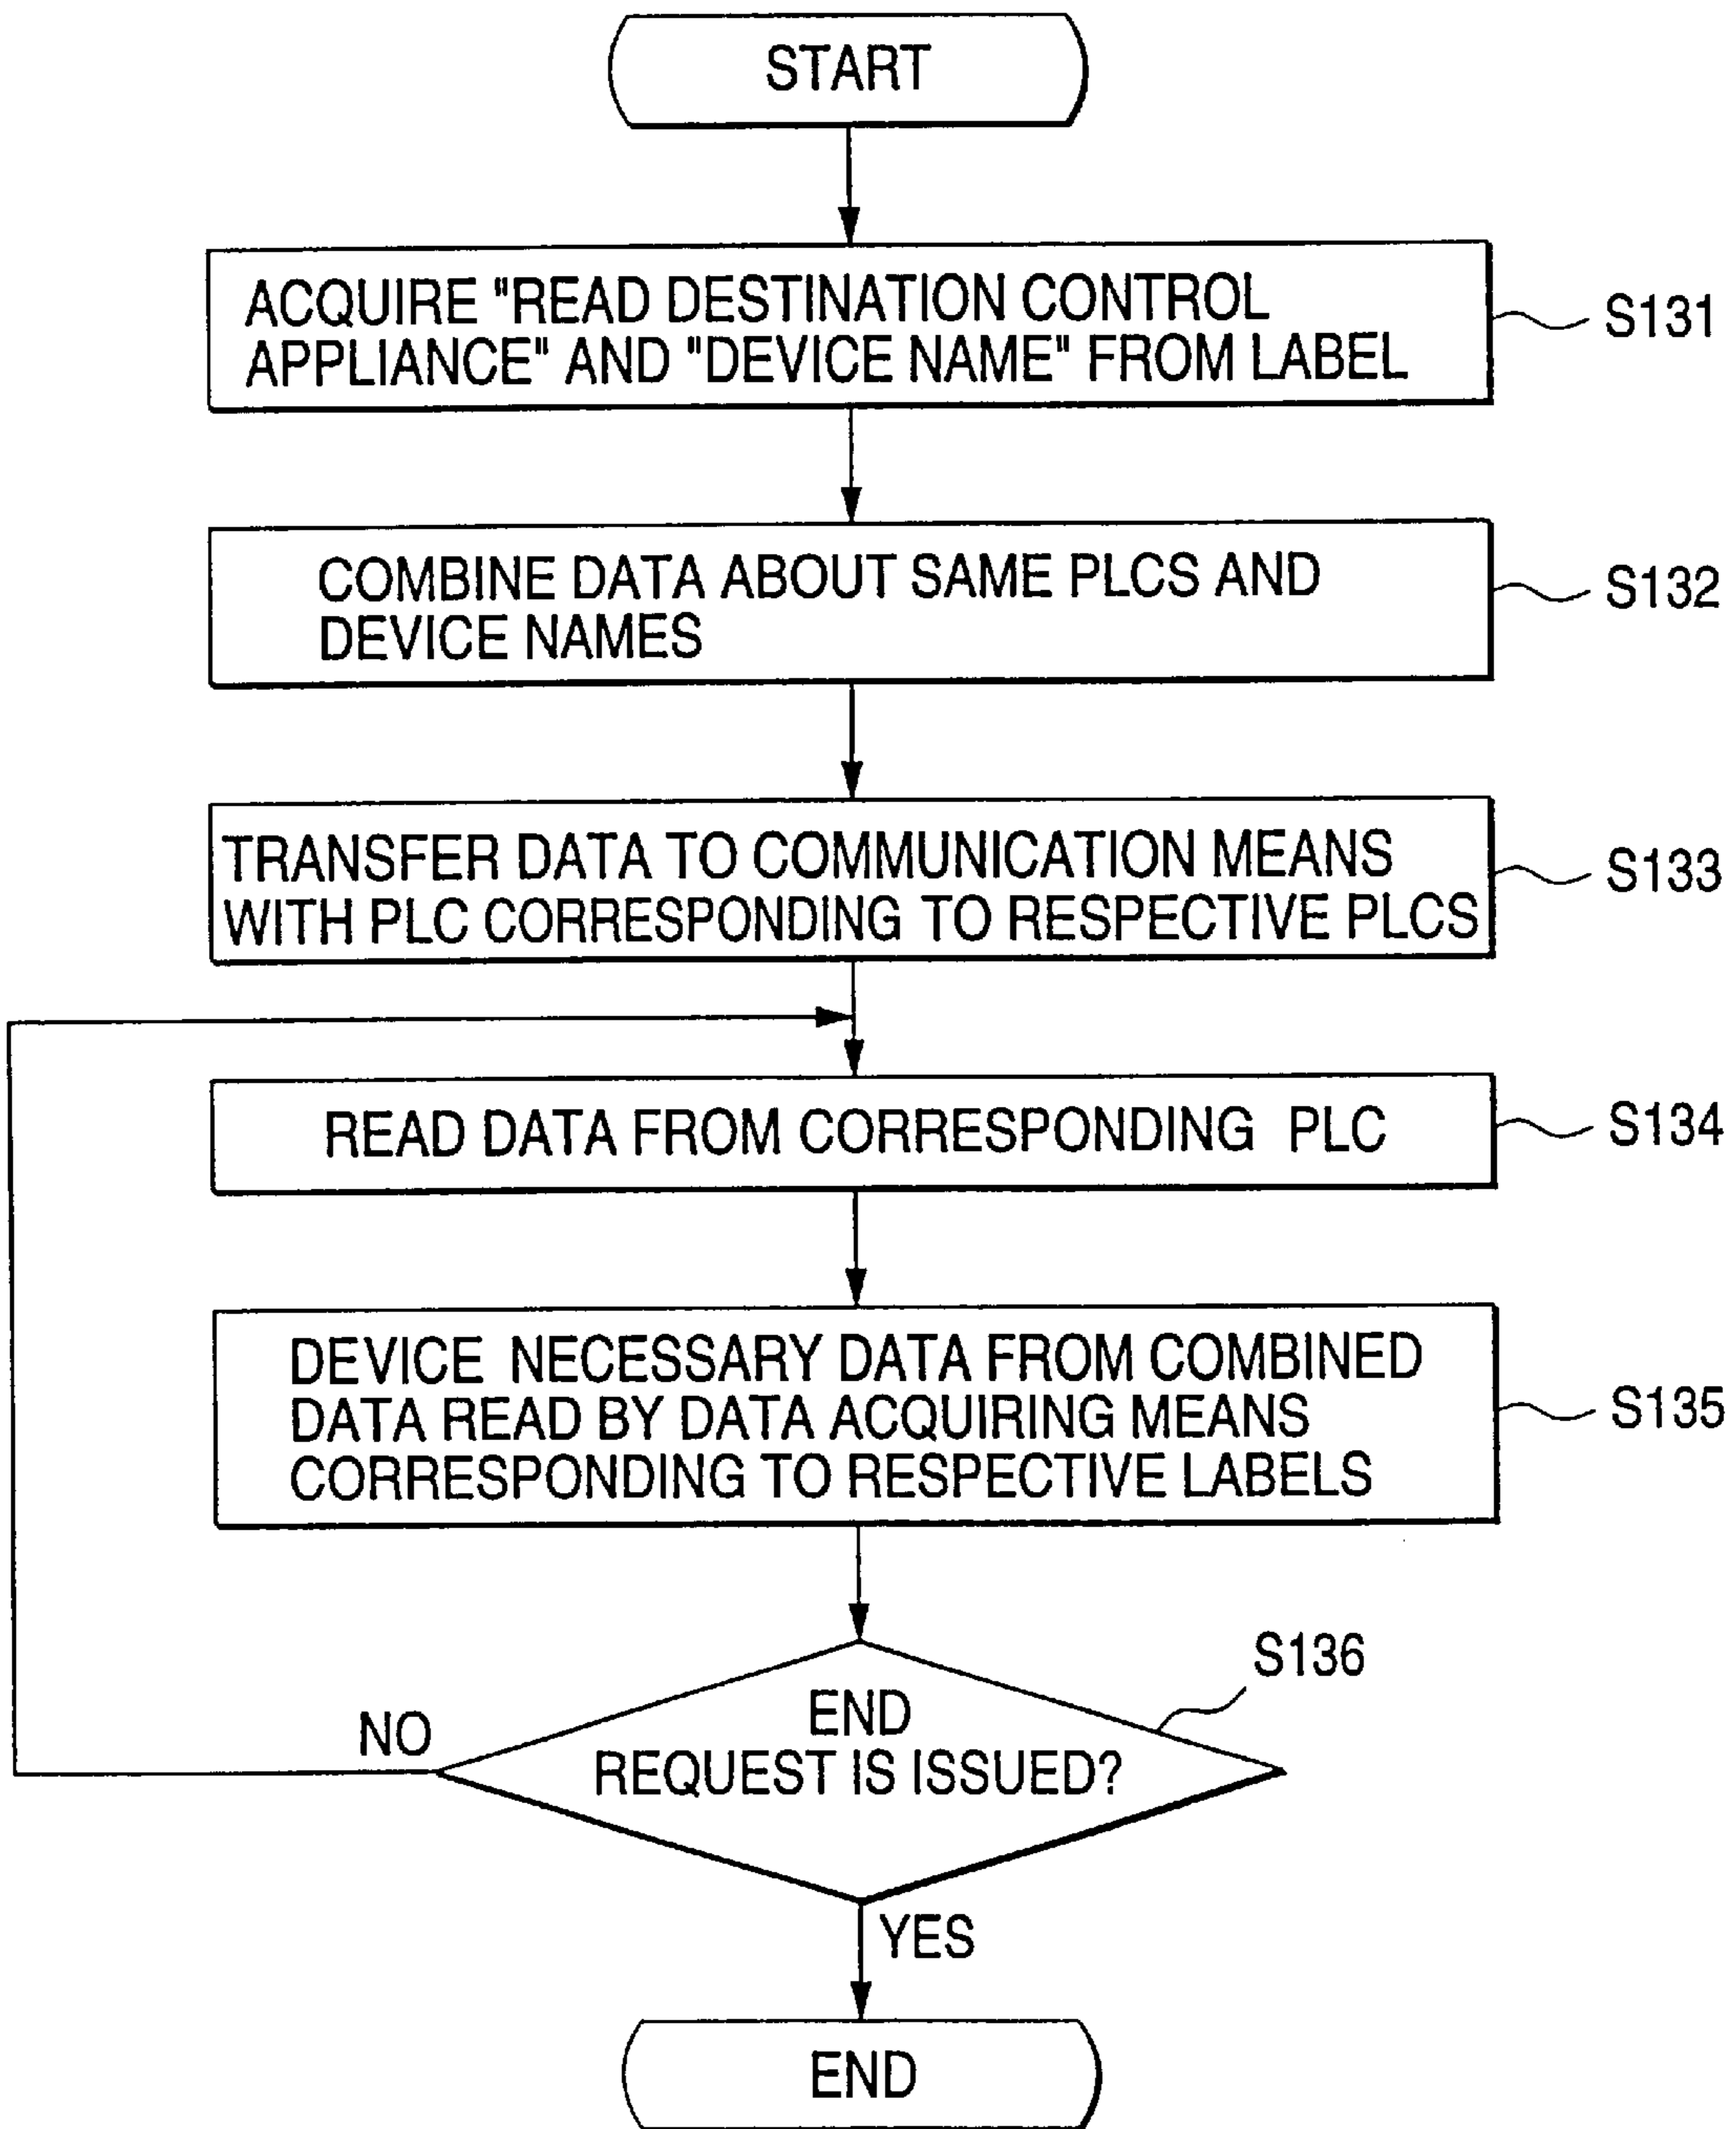 START
ACQUIRE "READ DESTINATION CONTROL
APPLIANCE" AND "DEVICE NAME" FROM LABEL
S131
COMBINE DATA ABOUT SAME PLCS AND
DEVICE NAMES
S132
TRANSFER DATA TO COMMUNICATION MEANS
WITH PLC CORRESPONDING TO RESPECTIVE PLCS
S133
READ DATA FROM CORRESPONDING PLC
S134
DEVICE NECESSARY DATA FROM COMBINED
DATA READ BY DATA ACQUIRING MEANS
CORRESPONDING TO RESPECTIVE LABELS
S135
S136
END
REQUEST IS ISSUED?
NO
YES
END